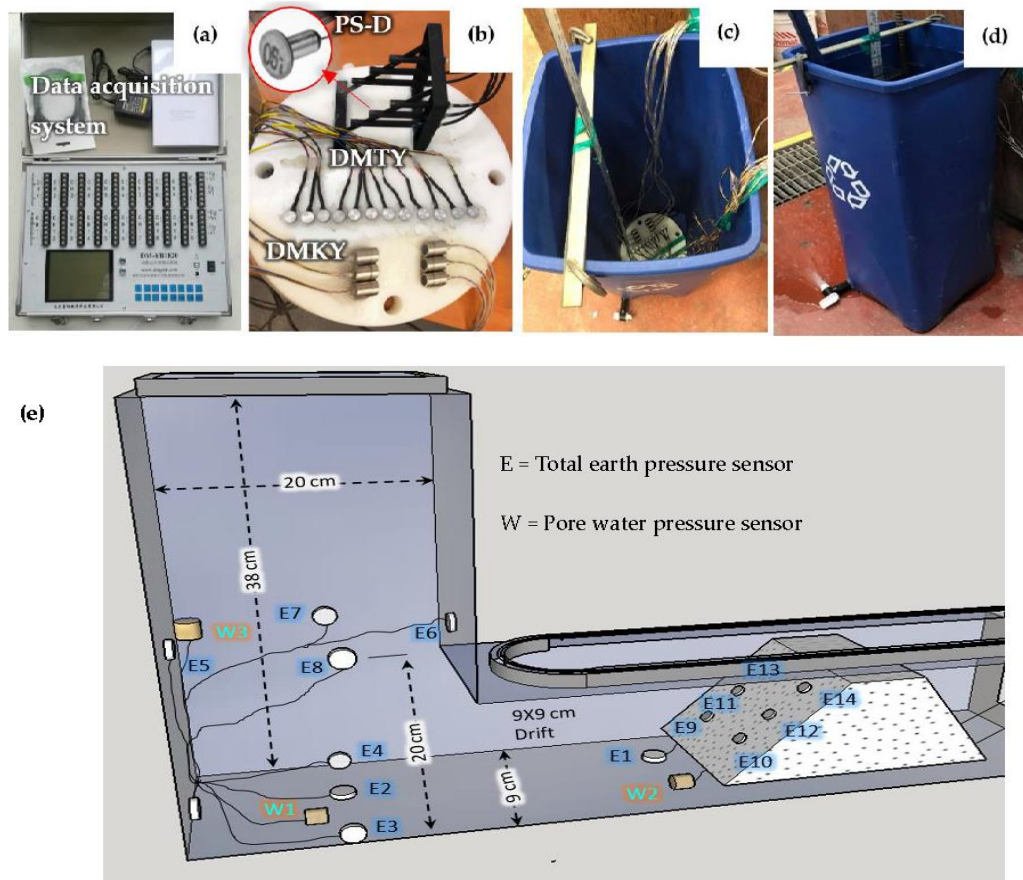 (a)
Data acquisition
system
PS-D
(b)
DMTY
DMKY
(c)
(d)
(e)
E = Total earth pressure sensor
W = Pore water pressure sensor
20 cm
38 cm
E7
W3
E6
E5
E8
E13
E11
E14
9X9 cm
Drift
E9
E12
20 cm
E4
E1
E10
9 cm
E2
W2
W1
E3